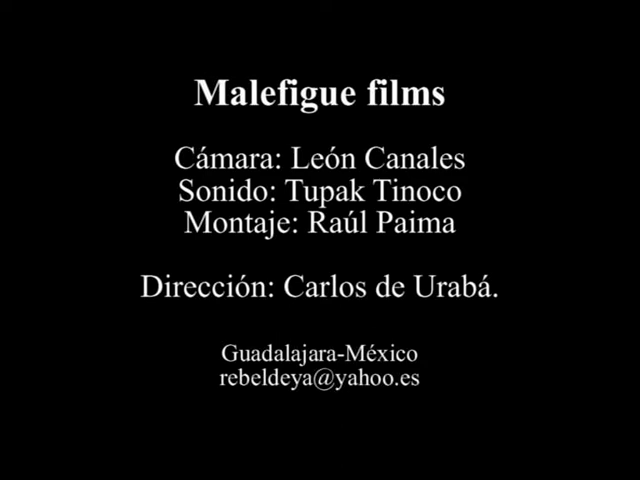 Malefigue films
Cámara: León Canales
Sonido: Tupak Tinoco
Montaje: Raúl Paima
Dirección: Carlos de Urabá.
Guadalajara-México
rebeldeya@yahoo.es